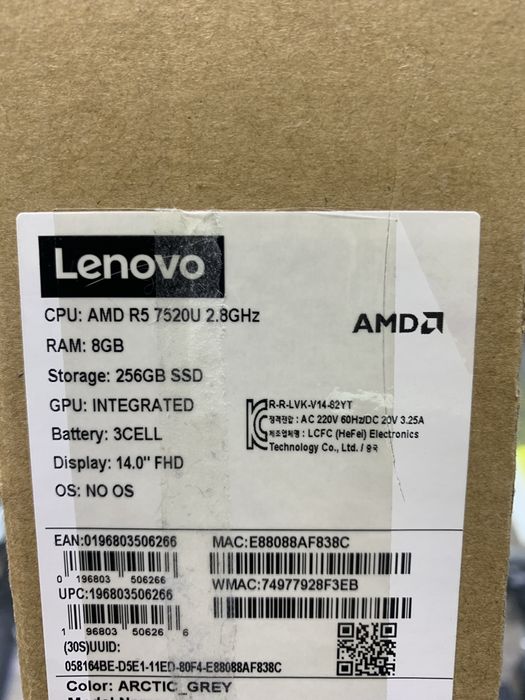 Lenovo
CPU: AMD R5 7520U 2.8GHz
AMD
RAM: 8GB
Storage: 256GB SSD
GPU: INTEGRATED
Battery: 3CELL
Display: 14.0" FHD
OS: NO OS
R-R-LVK-V14-82YT
정격전압 : AC 220V 60Hz/DC 20V 3.25A
제조업체명 : LCFC (HeFei) Electronics
Technology Co., Ltd. / 중국
EAN:0196803506266
0 196803 506266
UPC:196803506266
1 96803 50626 6
MAC:E88088AF838C
WMAC:74977928F3EB
(30S)UUID:
058164BE-D5E1-11ED-80F4-E88088AF838C
Color: ARCTIC_GREY